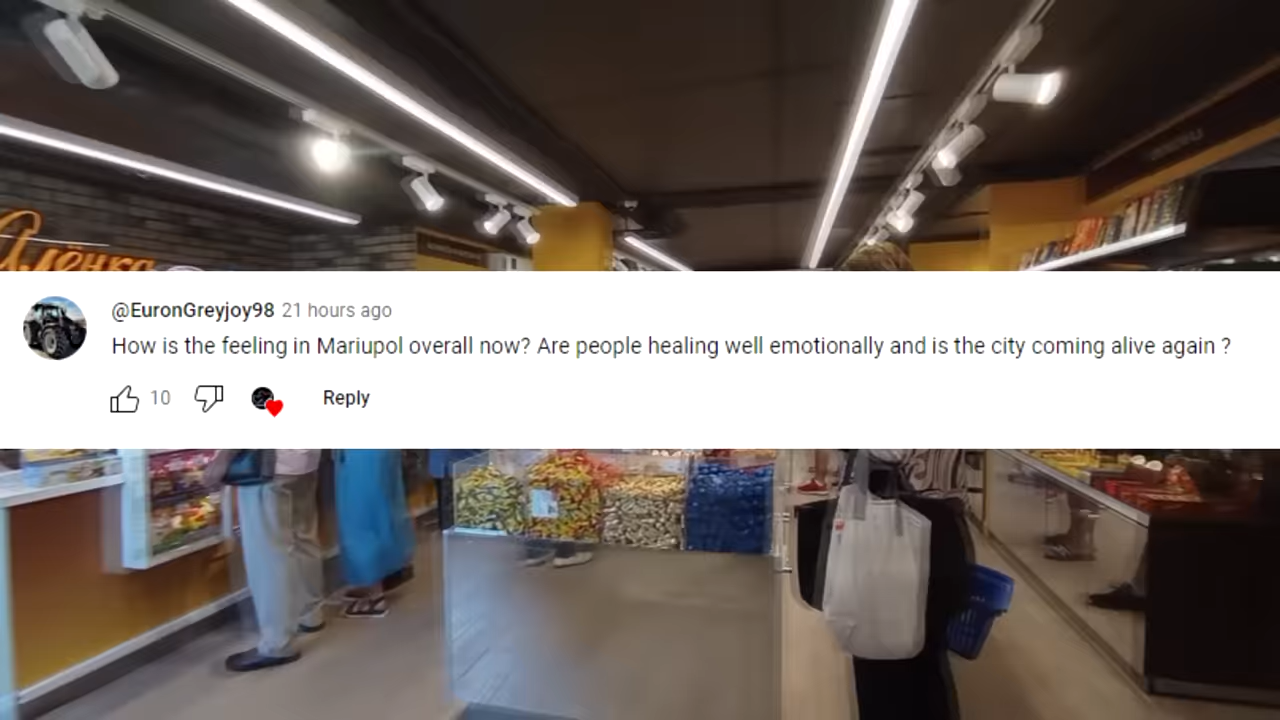 Алёнка
@EuronGreyjoy98 21 hours ago
How is the feeling in Mariupol overall now? Are people healing well emotionally and is the city coming alive again ?
10
Reply